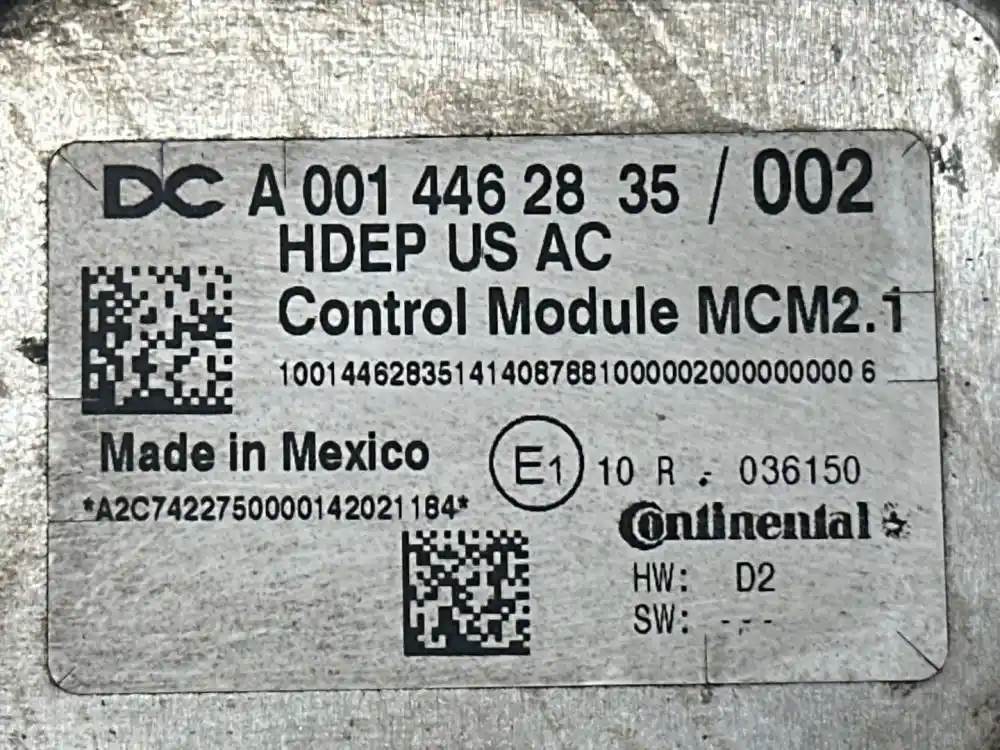 DC A 001 446 28 35 / 002
HDEP US AC
Control Module MCM2.1
10014462835141408788100000200000000 6
Made in Mexico
E1 10 R - 036150
*A2C7422750000142021184*
Continental
HW: D2
SW: -.--